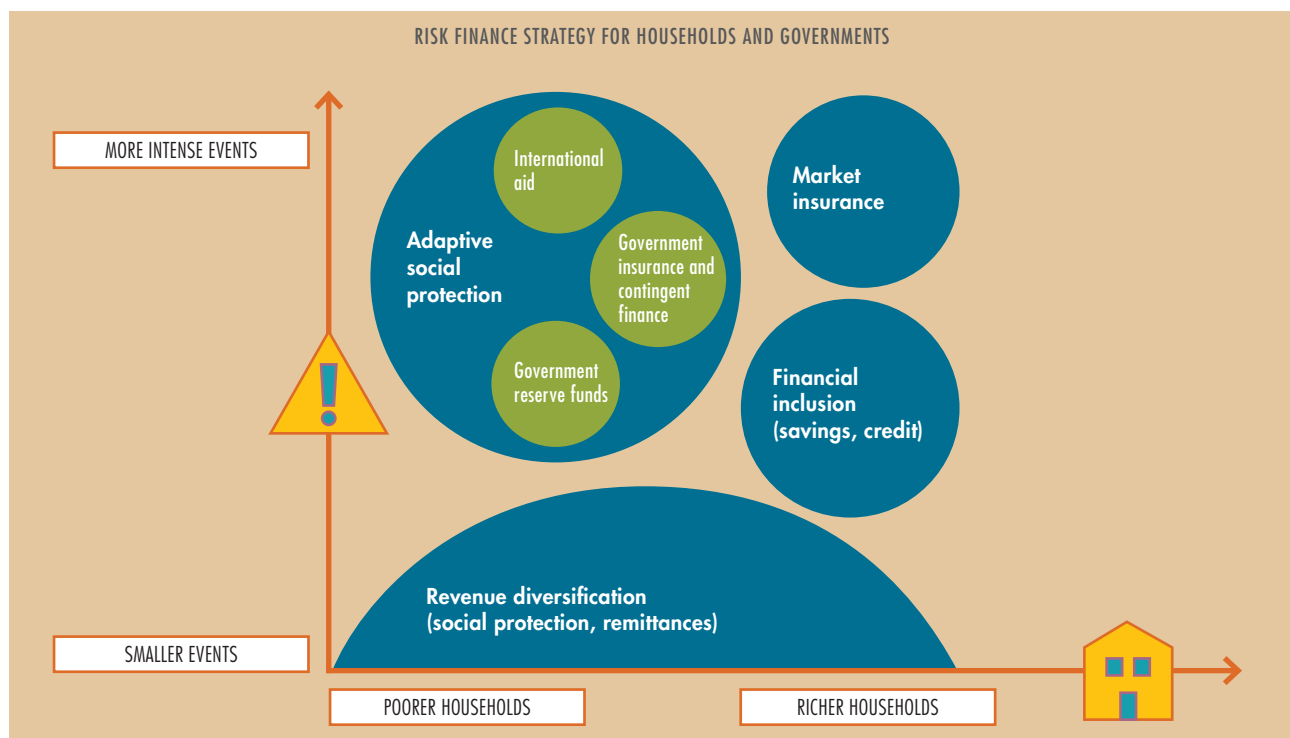 RISK FINANCE STRATEGY FOR HOUSEHOLDS AND GOVERNMENTS
MORE INTENSE EVENTS
International
aid
Adaptive
social
protection
Government
insurance and
contingent
finance
Government
reserve funds
Market
insurance
Financial
inclusion
(savings, credit)
!
Revenue diversification
(social protection, remittances)
SMALLER EVENTS
POORER HOUSEHOLDS
RICHER HOUSEHOLDS